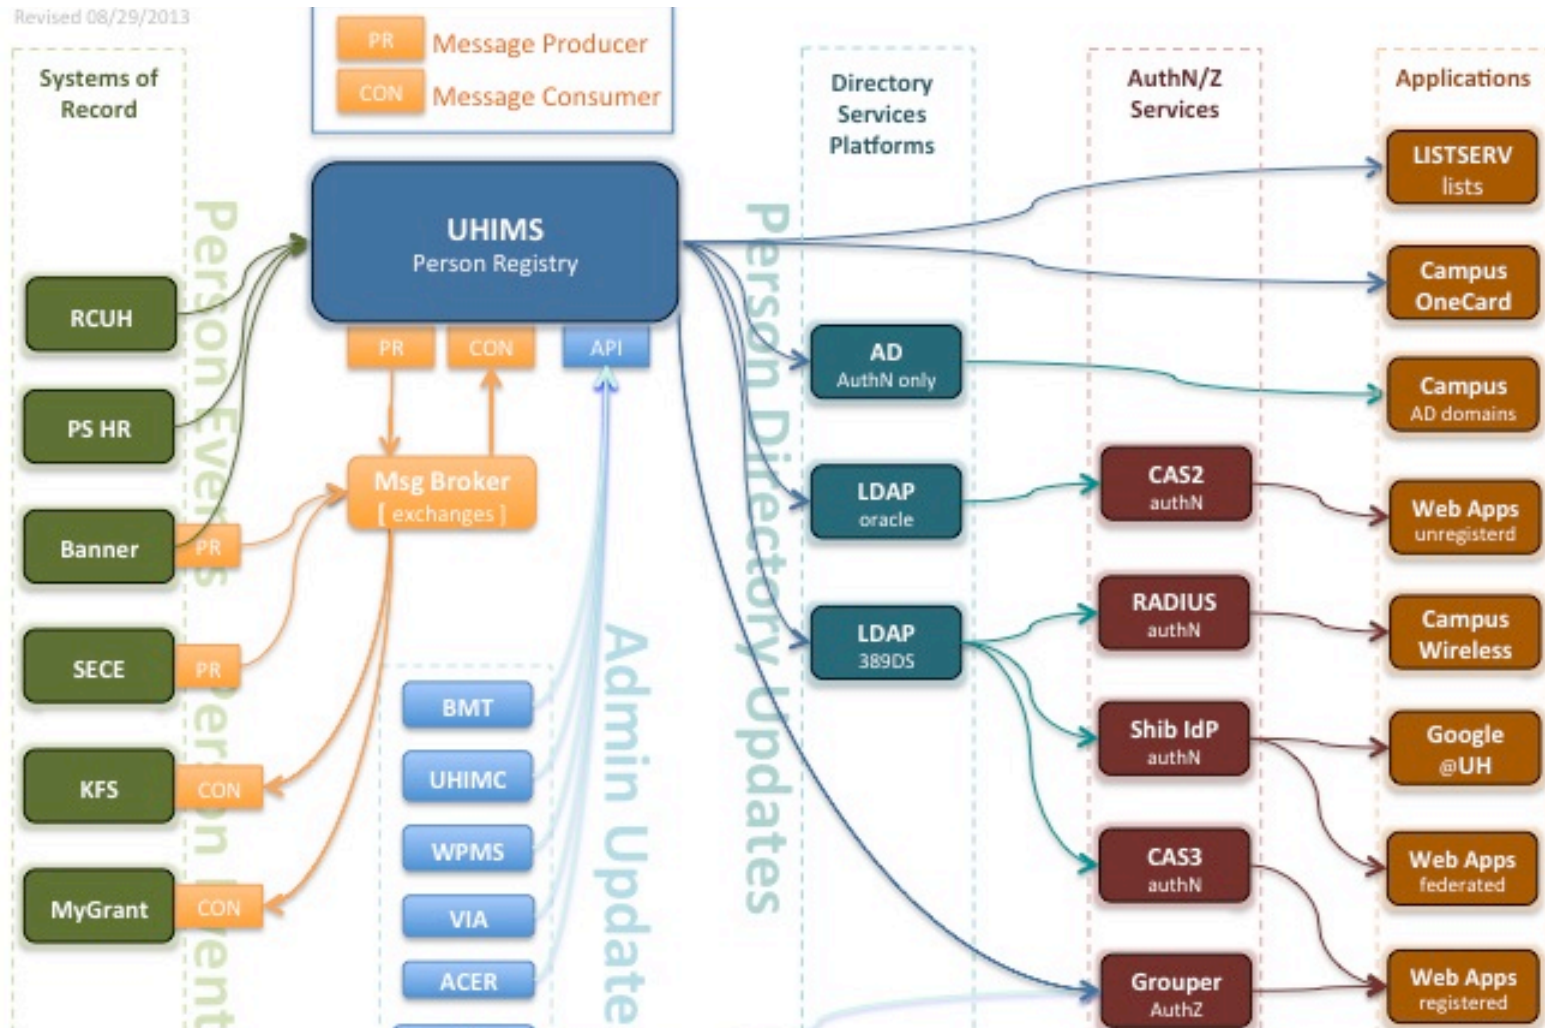 Revised 08/29/2013
PR
Message Producer
CON
Message Consumer
Systems of
Record
Directory
Services
Platforms
AuthN/Z
Services
Applications
UHIMS
Person Registry
PR
CON
API
Msg Broker
[ exchanges ]
RCUH
PS HR
Banner
PR
SECE
PR
KFS
CON
MyGrant
CON
Person Events
Person Event
BMT
UHIMC
WPMS
VIA
ACER
Admin Update
Person Directory Updates
AD
AuthN only
LDAP
oracle
LDAP
389DS
CAS2
authN
RADIUS
authN
Shib IdP
authN
CAS3
authN
Grouper
AuthZ
LISTSERV
lists
Campus
OneCard
Campus
AD domains
Web Apps
unregisterd
Campus
Wireless
Google
@UH
Web Apps
federated
Web Apps
registered